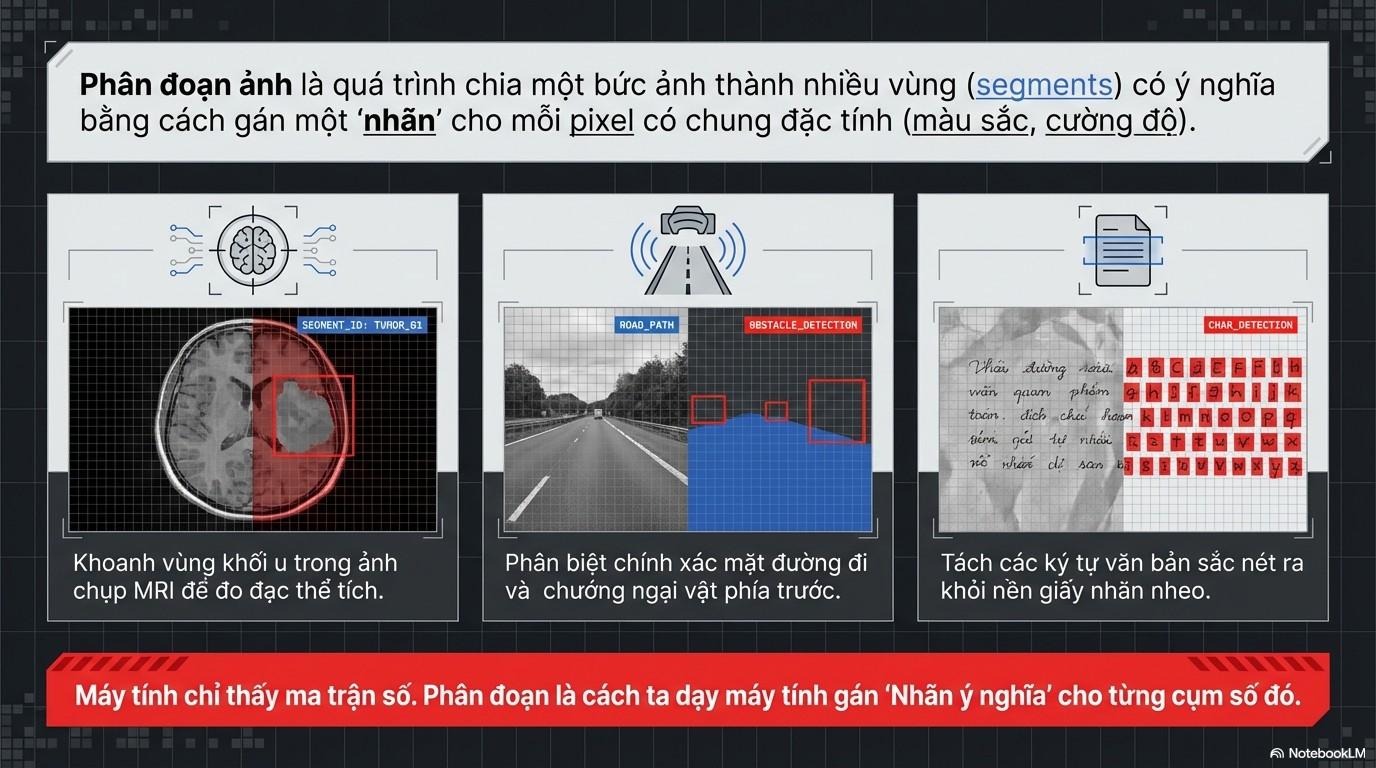 Phân đoạn ảnh là quá trình chia một bức ảnh thành nhiều vùng (segments) có ý nghĩa
bằng cách gán một ‘nhãn’ cho mỗi pixel có chung đặc tính (màu sắc, cường độ).
SEGNENT_ID: TUMOR_G1
Khoanh vùng khối u trong ảnh
chụp MRI để đo đạc thể tích.
ROAD_PATH
OBSTACLE_DETECTION
Phân biệt chính xác mặt đường đi
và chướng ngại vật phía trước.
CHAR_DETECTION
văn quan phẩm
Tách các ký tự văn bản sắc nét ra
khỏi nền giấy nhăn nheo.
Máy tính chỉ thấy ma trận số. Phân đoạn là cách ta dạy máy tính gán ‘Nhãn ý nghĩa’ cho từng cụm số đó.
NotebookLM